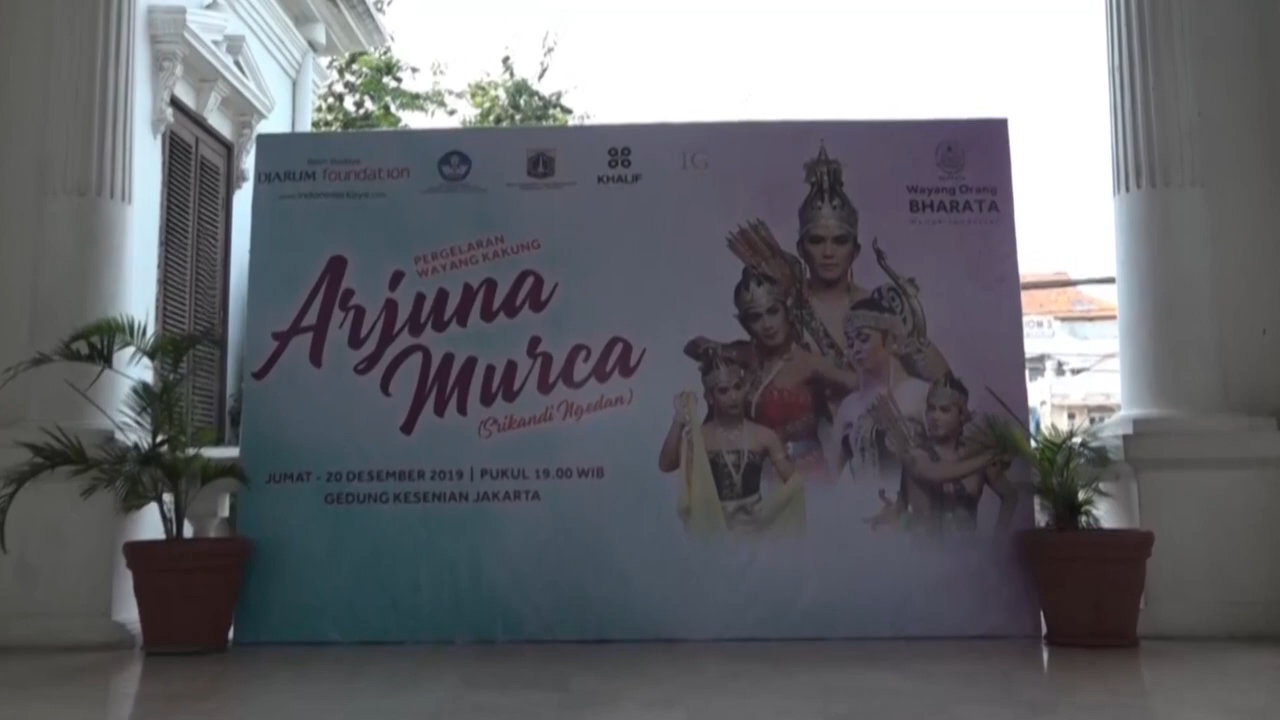 Bakti Budaya
DJARUM foundation
www.indonesiakaya.com
KHALIF
IG
Wayang Orang
BHARATA
PERGELARAN
WAYANG KAKUNG
Arjuna
Murca
(Srikandi Ngedan)
JUMAT - 20 DESEMBER 2019 | PUKUL 19.00 WIB
GEDUNG KESENIAN JAKARTA